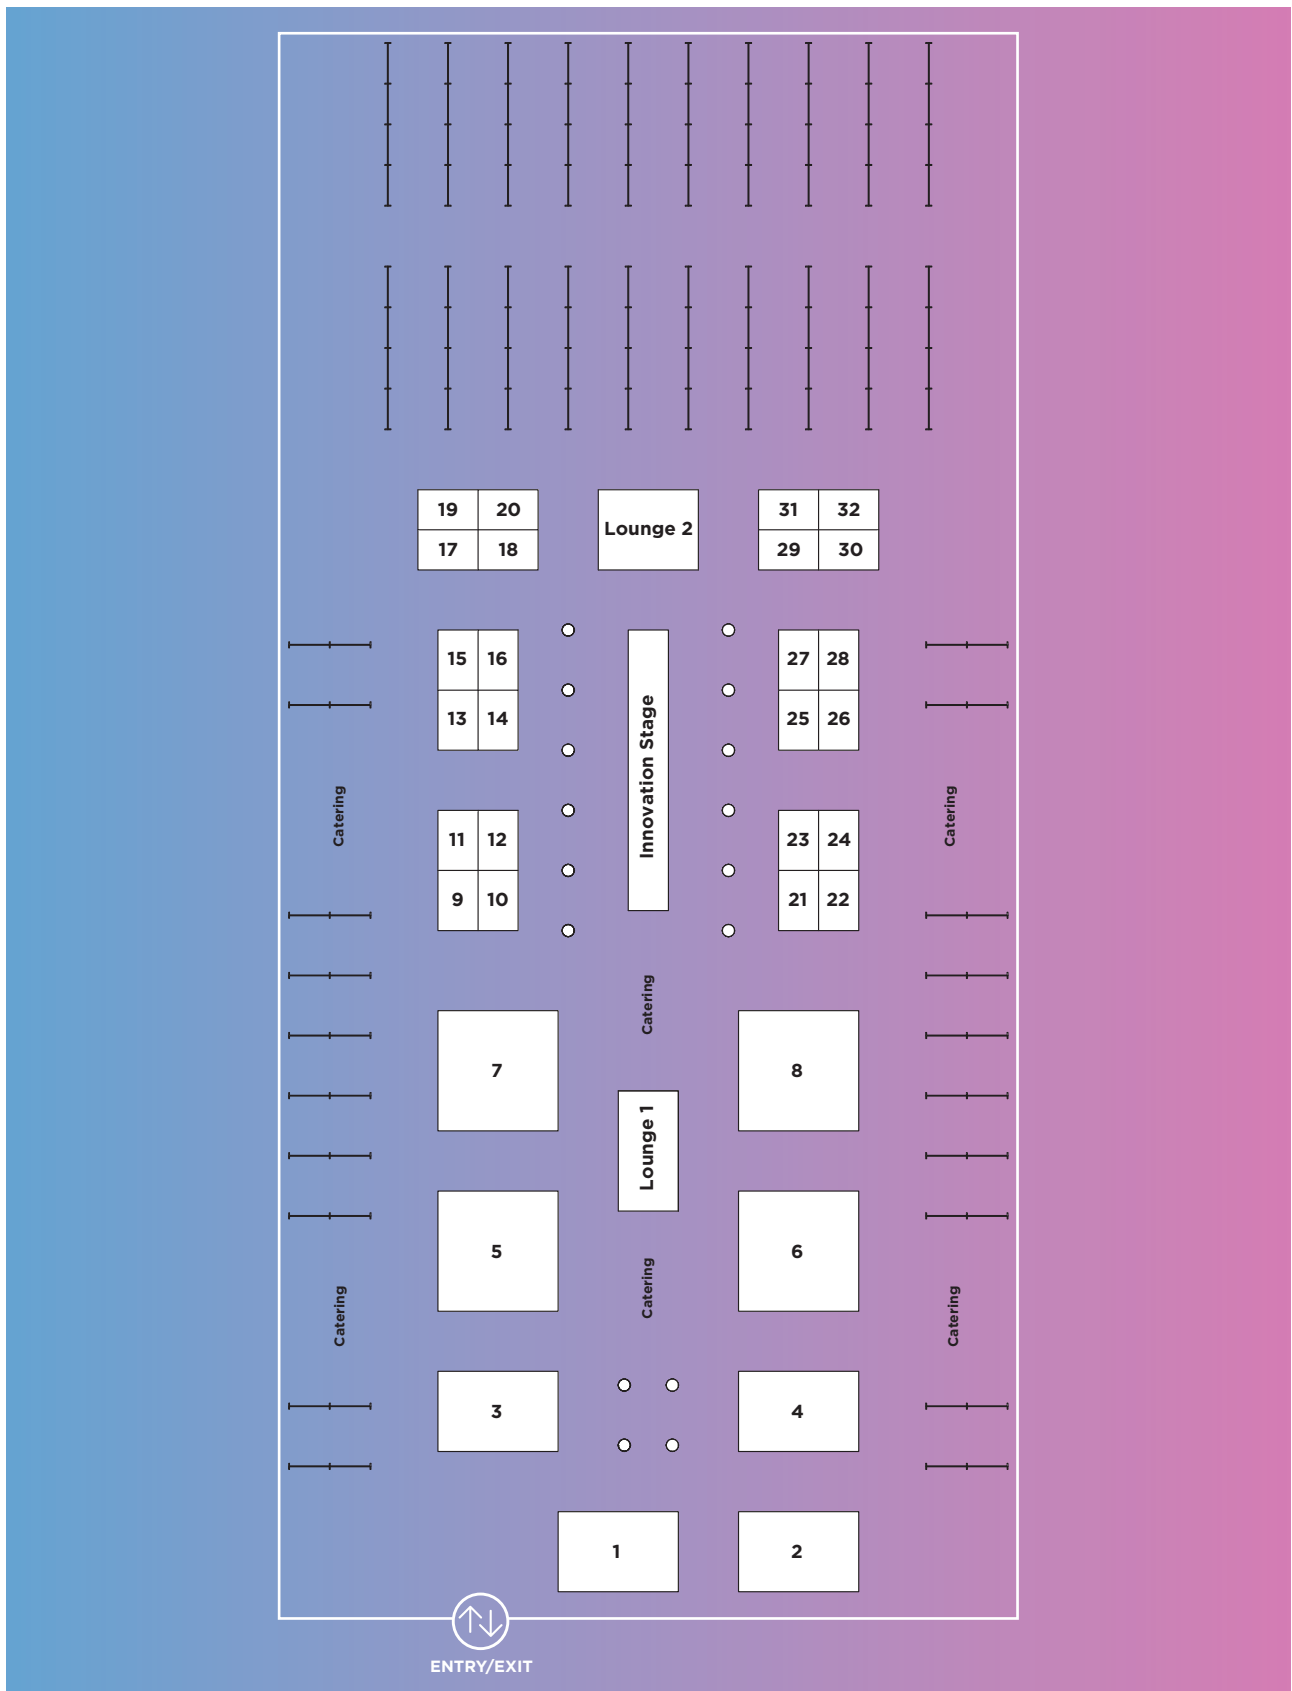 19 20
Lounge 2
31 32
17 18
29 30
15 16
27 28
13 14
Innovation Stage
25 26
Catering
Catering
11 12
23 24
9 10
21 22
Catering
7
8
Lounge 1
5
6
Catering
Catering
Catering
3
4
1
2
ENTRY/EXIT